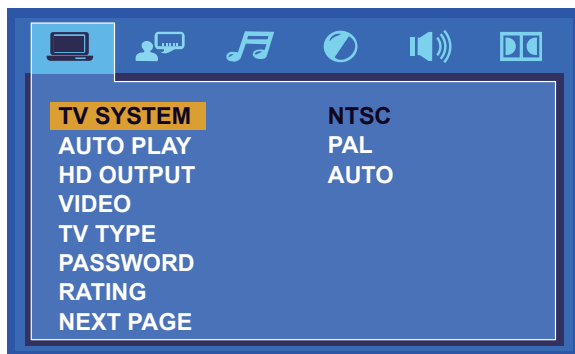 TV SYSTEM NTSC
AUTO PLAY PAL
HD OUTPUT AUTO
VIDEO
TV TYPE
PASSWORD
RATING
NEXT PAGE